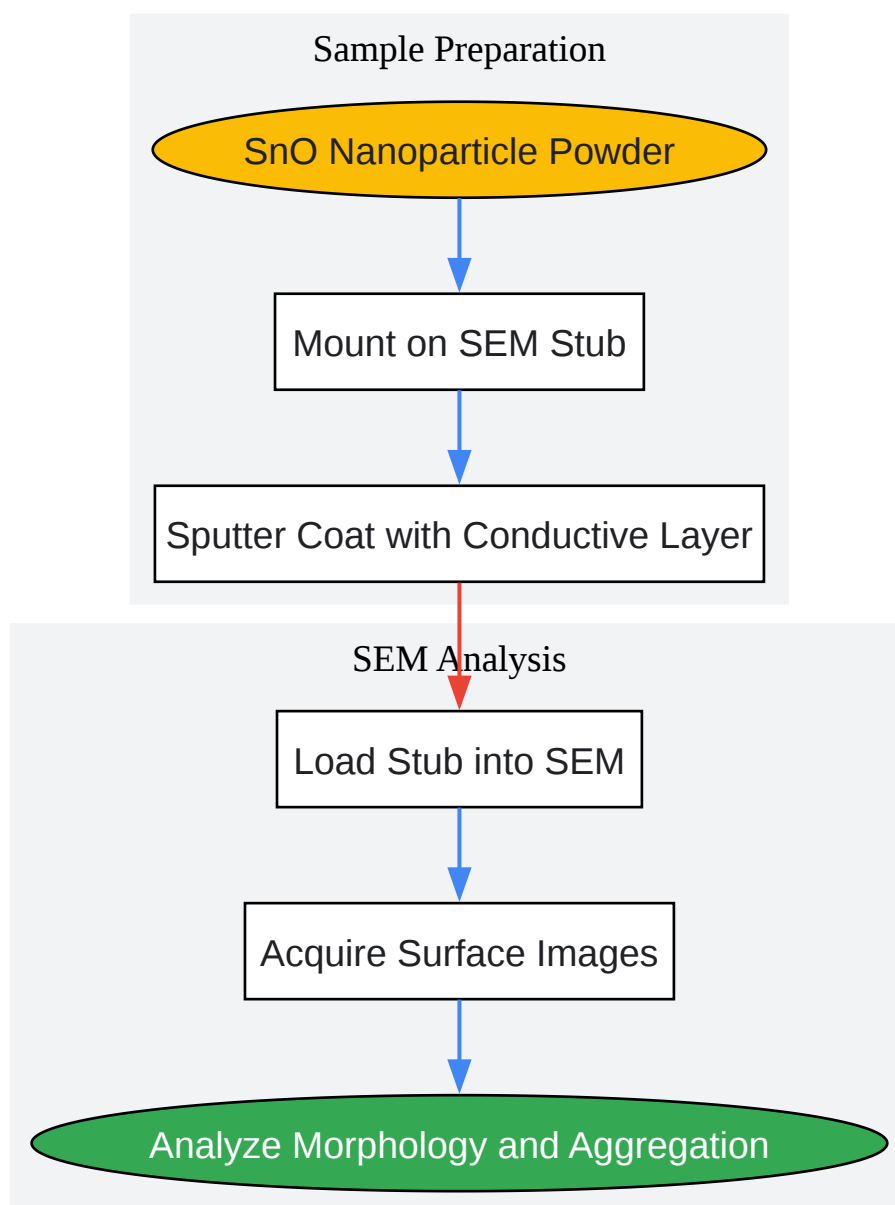 Sample Preparation
SnO Nanoparticle Powder
Mount on SEM Stub
Sputter Coat with Conductive Layer
SEM Analysis
Load Stub into SEM
Acquire Surface Images
Analyze Morphology and Aggregation